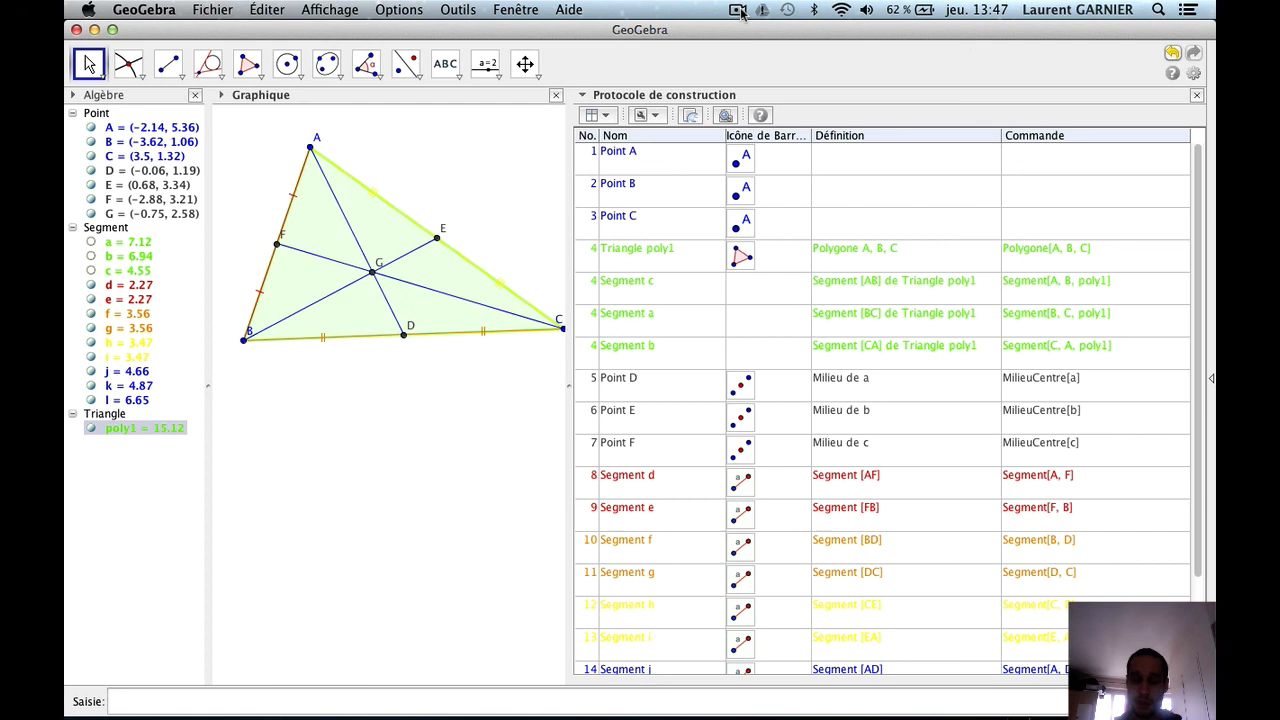 GeoGebra Fichier Éditer Affichage Options Outils Fenêtre Aide 62 % jeu. 13:47 Laurent GARNIER
GeoGebra
ABC a=2
Algèbre Graphique Protocole de construction
No. Nom Icône de Barr... Définition Commande
Point
A = (-2.14, 5.36)
B = (-3.62, 1.06)
C = (3.5, 1.32)
D = (-0.06, 1.19)
E = (0.68, 3.34)
F = (-2.88, 3.21)
G = (-0.75, 2.58)
Segment
a = 7.12
b = 6.94
c = 4.55
d = 2.27
e = 2.27
f = 3.56
g = 3.56
h = 3.47
i = 3.47
j = 4.66
k = 4.87
l = 6.65
Triangle
poly1 = 15.12
A
E
F
G
C
D
B
1 Point A A
2 Point B A
3 Point C A
4 Triangle poly1 Polygone A, B, C Polygone[A, B, C]
4 Segment c Segment [AB] de Triangle poly1 Segment[A, B, poly1]
4 Segment a Segment [BC] de Triangle poly1 Segment[B, C, poly1]
4 Segment b Segment [CA] de Triangle poly1 Segment[C, A, poly1]
5 Point D Milieu de a MilieuCentre[a]
6 Point E Milieu de b MilieuCentre[b]
7 Point F Milieu de c MilieuCentre[c]
8 Segment d a Segment [AF] Segment[A, F]
9 Segment e a Segment [FB] Segment[F, B]
10 Segment f a Segment [BD] Segment[B, D]
11 Segment g a Segment [DC] Segment[D, C]
12 Segment h a Segment [CE] Segment[C,
13 Segment i a Segment [EA] Segment[E,
14 Segment j a Segment [AD] Segment[A,
Saisie: